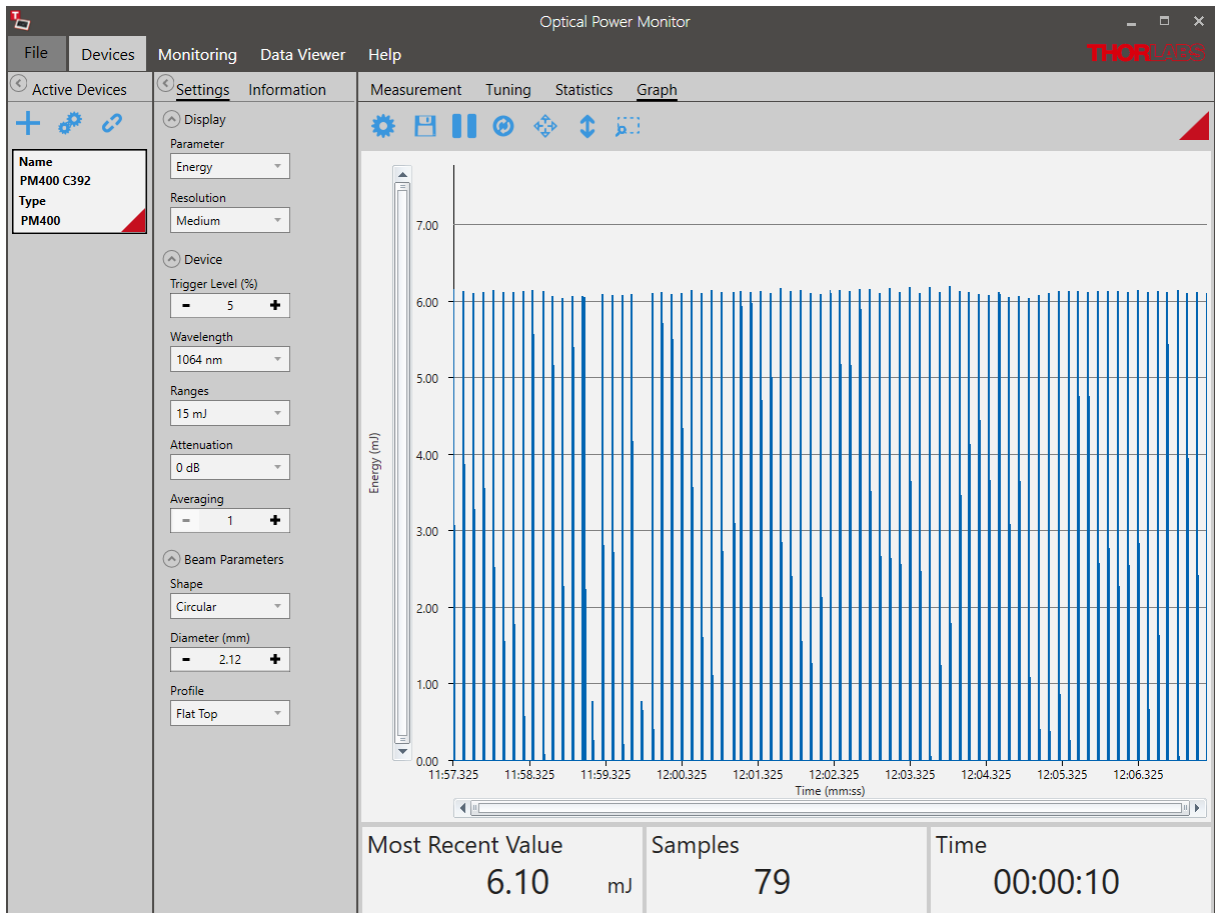 Optical Power Monitor
File Devices Monitoring Data Viewer Help
THORLABS
Active Devices
Name
PM400 C392
Type
PM400
Settings Information
Display
Parameter
Energy
Resolution
Medium
Device
Trigger Level (%)
- 5 +
Wavelength
1064 nm
Ranges
15 mJ
Attenuation
0 dB
Averaging
- 1 +
Beam Parameters
Shape
Circular
Diameter (mm)
- 2.12 +
Profile
Flat Top
Measurement Tuning Statistics Graph
7.00
6.00
5.00
4.00
3.00
2.00
1.00
0.00
Energy (mJ)
11:57.325 11:58.325 11:59.325 12:00.325 12:01.325 12:02.325 12:03.325 12:04.325 12:05.325 12:06.325
Time (mm:ss)
Most Recent Value
6.10 mJ
Samples
79
Time
00:00:10